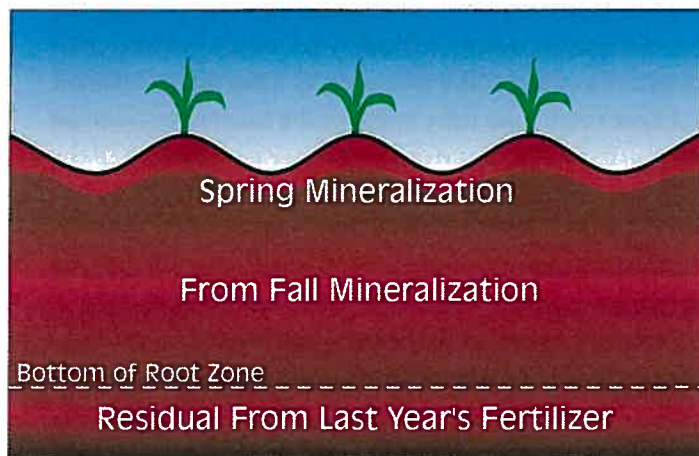 Spring Mineralization
From Fall Mineralization
Bottom of Root Zone
Residual From Last Year's Fertilizer